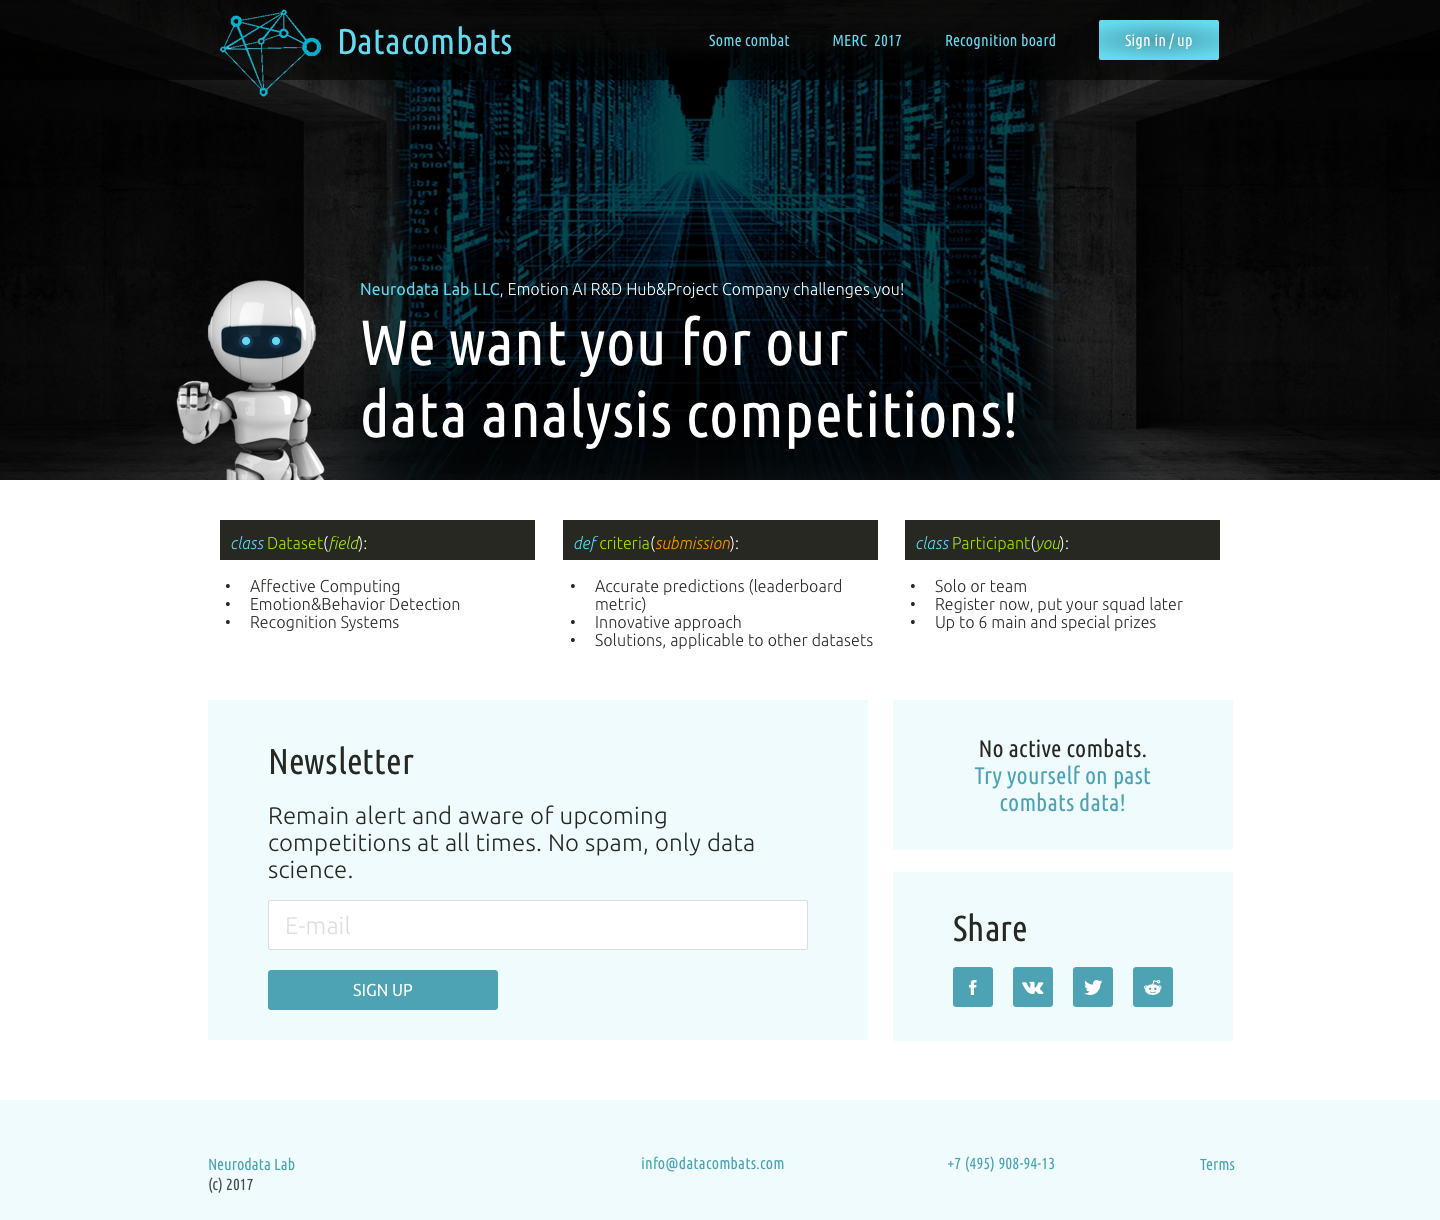 Datacombats
Some combat
MERC 2017
Recognition board
Sign in / up
Neurodata Lab LLC, Emotion AI R&D Hub&Project Company challenges you!
We want you for our
data analysis competitions!
class Dataset(field):
• Affective Computing
• Emotion&Behavior Detection
• Recognition Systems
def criteria(submission):
• Accurate predictions (leaderboard
metric)
• Innovative approach
• Solutions, applicable to other datasets
class Participant(you):
• Solo or team
• Register now, put your squad later
• Up to 6 main and special prizes
Newsletter
Remain alert and aware of upcoming
competitions at all times. No spam, only data
science.
E-mail
SIGN UP
No active combats.
Try yourself on past
combats data!
Share
Neurodata Lab
(c) 2017
info@datacombats.com
+7 (495) 908-94-13
Terms